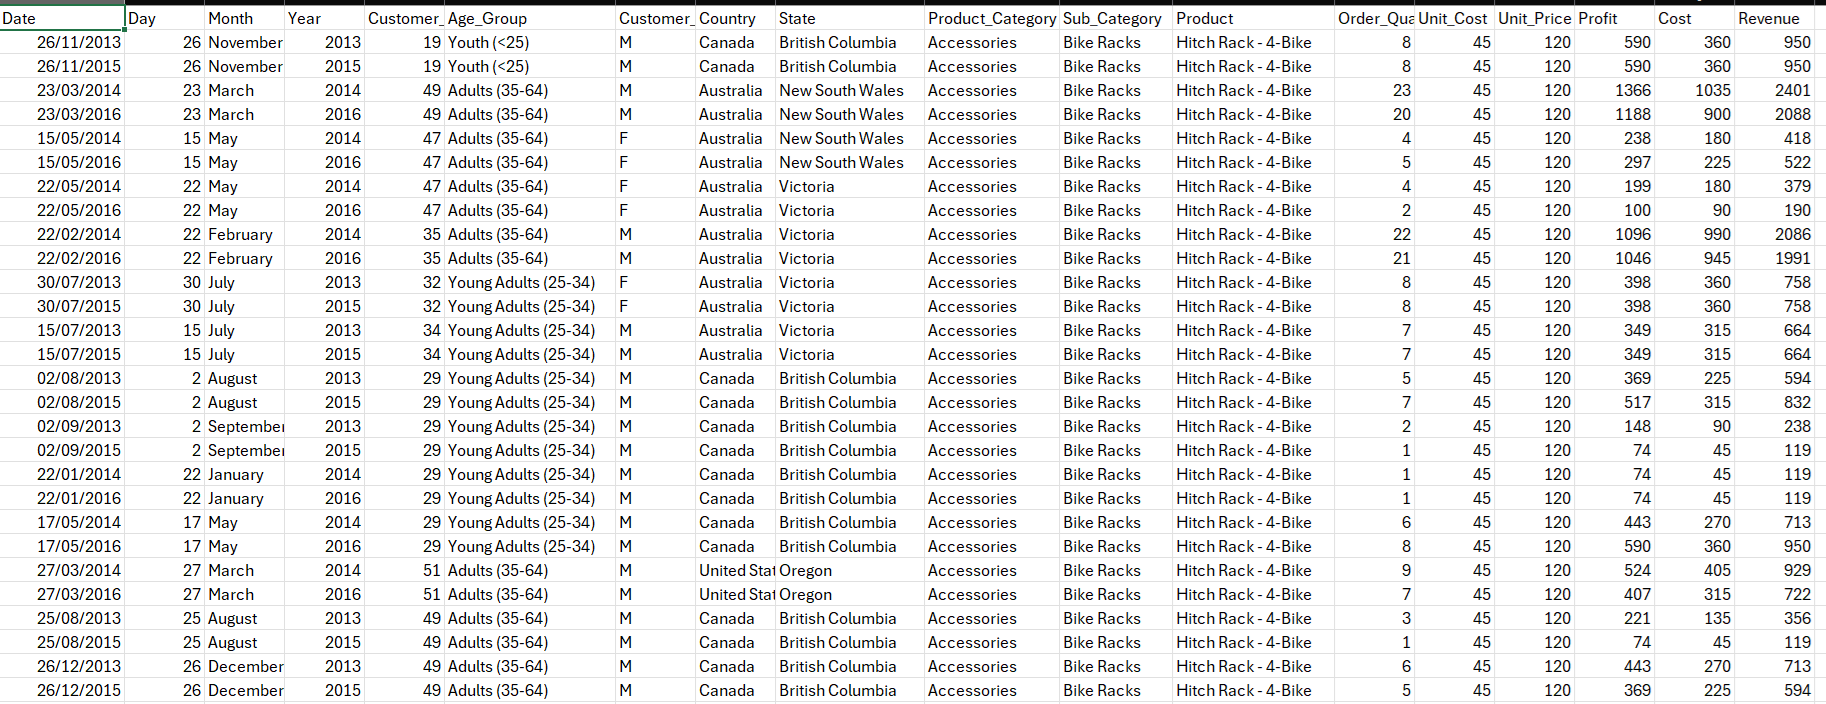 Date Day Month Year Customer_ Age_Group Customer_ Country State Product_Category Sub_Category Product Order_Qua Unit_Cost Unit_Price Profit Cost Revenue
26/11/2013 26 November 2013 19 Youth (<25) M Canada British Columbia Accessories Bike Racks Hitch Rack - 4-Bike 8 45 120 590 360 950
26/11/2015 26 November 2015 19 Youth (<25) M Canada British Columbia Accessories Bike Racks Hitch Rack - 4-Bike 8 45 120 590 360 950
23/03/2014 23 March 2014 49 Adults (35-64) M Australia New South Wales Accessories Bike Racks Hitch Rack - 4-Bike 23 45 120 1366 1035 2401
23/03/2016 23 March 2016 49 Adults (35-64) M Australia New South Wales Accessories Bike Racks Hitch Rack - 4-Bike 20 45 120 1188 900 2088
15/05/2014 15 May 2014 47 Adults (35-64) F Australia New South Wales Accessories Bike Racks Hitch Rack - 4-Bike 4 45 120 238 180 418
15/05/2016 15 May 2016 47 Adults (35-64) F Australia New South Wales Accessories Bike Racks Hitch Rack - 4-Bike 5 45 120 297 225 522
22/05/2014 22 May 2014 47 Adults (35-64) F Australia Victoria Accessories Bike Racks Hitch Rack - 4-Bike 4 45 120 199 180 379
22/05/2016 22 May 2016 47 Adults (35-64) F Australia Victoria Accessories Bike Racks Hitch Rack - 4-Bike 2 45 120 100 90 190
22/02/2014 22 February 2014 35 Adults (35-64) M Australia Victoria Accessories Bike Racks Hitch Rack - 4-Bike 22 45 120 1096 990 2086
22/02/2016 22 February 2016 35 Adults (35-64) M Australia Victoria Accessories Bike Racks Hitch Rack - 4-Bike 21 45 120 1046 945 1991
30/07/2013 30 July 2013 32 Young Adults (25-34) F Australia Victoria Accessories Bike Racks Hitch Rack - 4-Bike 8 45 120 398 360 758
30/07/2015 30 July 2015 32 Young Adults (25-34) F Australia Victoria Accessories Bike Racks Hitch Rack - 4-Bike 8 45 120 398 360 758
15/07/2013 15 July 2013 34 Young Adults (25-34) M Australia Victoria Accessories Bike Racks Hitch Rack - 4-Bike 7 45 120 349 315 664
15/07/2015 15 July 2015 34 Young Adults (25-34) M Australia Victoria Accessories Bike Racks Hitch Rack - 4-Bike 7 45 120 349 315 664
02/08/2013 2 August 2013 29 Young Adults (25-34) M Canada British Columbia Accessories Bike Racks Hitch Rack - 4-Bike 5 45 120 369 225 594
02/08/2015 2 August 2015 29 Young Adults (25-34) M Canada British Columbia Accessories Bike Racks Hitch Rack - 4-Bike 7 45 120 517 315 832
02/09/2013 2 September 2013 29 Young Adults (25-34) M Canada British Columbia Accessories Bike Racks Hitch Rack - 4-Bike 2 45 120 148 90 238
02/09/2015 2 September 2015 29 Young Adults (25-34) M Canada British Columbia Accessories Bike Racks Hitch Rack - 4-Bike 1 45 120 74 45 119
22/01/2014 22 January 2014 29 Young Adults (25-34) M Canada British Columbia Accessories Bike Racks Hitch Rack - 4-Bike 1 45 120 74 45 119
22/01/2016 22 January 2016 29 Young Adults (25-34) M Canada British Columbia Accessories Bike Racks Hitch Rack - 4-Bike 1 45 120 74 45 119
17/05/2014 17 May 2014 29 Young Adults (25-34) M Canada British Columbia Accessories Bike Racks Hitch Rack - 4-Bike 6 45 120 443 270 713
17/05/2016 17 May 2016 29 Young Adults (25-34) M Canada British Columbia Accessories Bike Racks Hitch Rack - 4-Bike 8 45 120 590 360 950
27/03/2014 27 March 2014 51 Adults (35-64) M United Stat Oregon Accessories Bike Racks Hitch Rack - 4-Bike 9 45 120 524 405 929
27/03/2016 27 March 2016 51 Adults (35-64) M United Stat Oregon Accessories Bike Racks Hitch Rack - 4-Bike 7 45 120 407 315 722
25/08/2013 25 August 2013 49 Adults (35-64) M Canada British Columbia Accessories Bike Racks Hitch Rack - 4-Bike 3 45 120 221 135 356
25/08/2015 25 August 2015 49 Adults (35-64) M Canada British Columbia Accessories Bike Racks Hitch Rack - 4-Bike 1 45 120 74 45 119
26/12/2013 26 December 2013 49 Adults (35-64) M Canada British Columbia Accessories Bike Racks Hitch Rack - 4-Bike 6 45 120 443 270 713
26/12/2015 26 December 2015 49 Adults (35-64) M Canada British Columbia Accessories Bike Racks Hitch Rack - 4-Bike 5 45 120 369 225 594